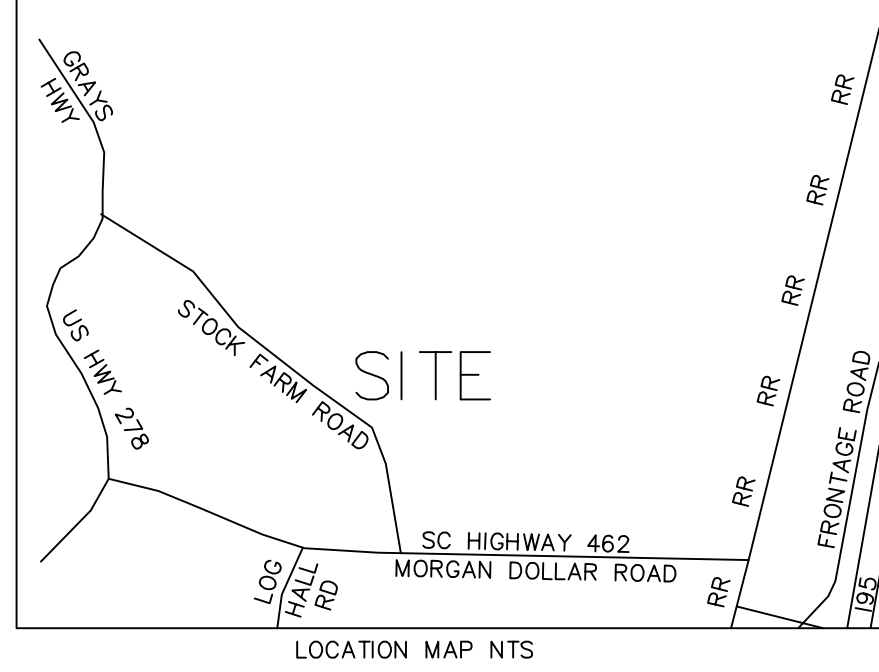 GRAYS
HWY
RR
RR
RR
US HWY 278
STOCK FARM ROAD
SITE
RR
FRONTAGE ROAD
RR
SC HIGHWAY 462
MORGAN DOLLAR ROAD
LOG
HALL
RD
RR
I95
LOCATION MAP NTS